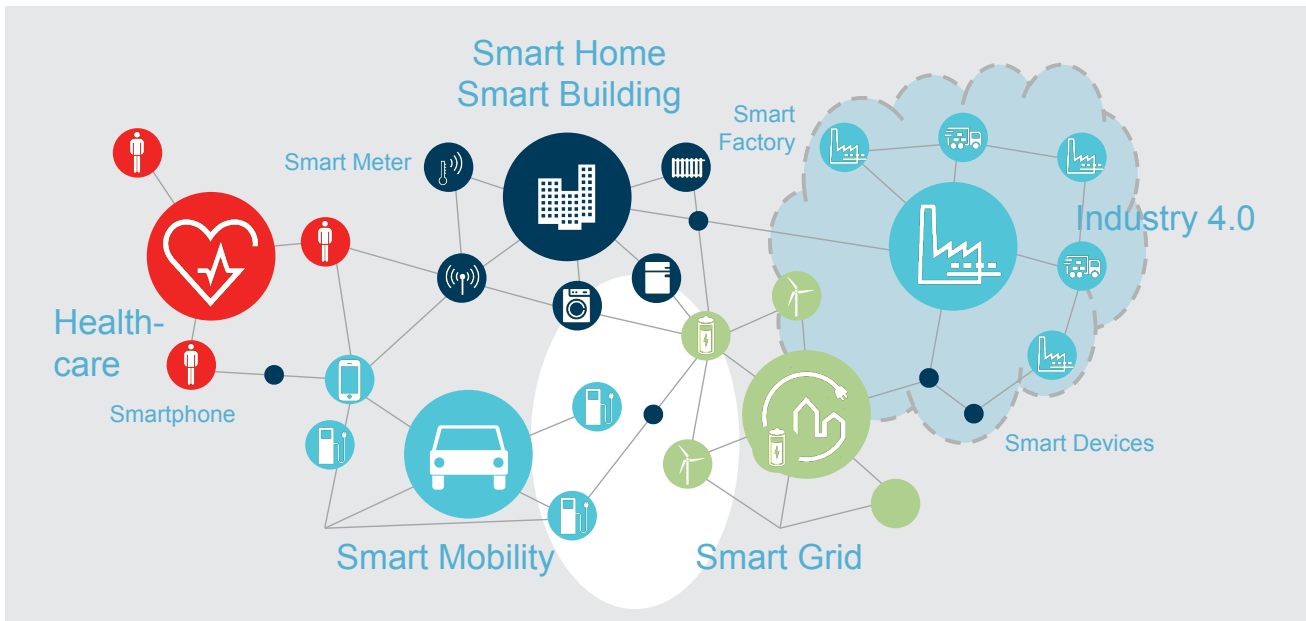 Smart Home
Smart Building
Smart
Factory
Smart Meter
Industry 4.0
Health-
care
Smartphone
Smart Devices
Smart Mobility
Smart Grid